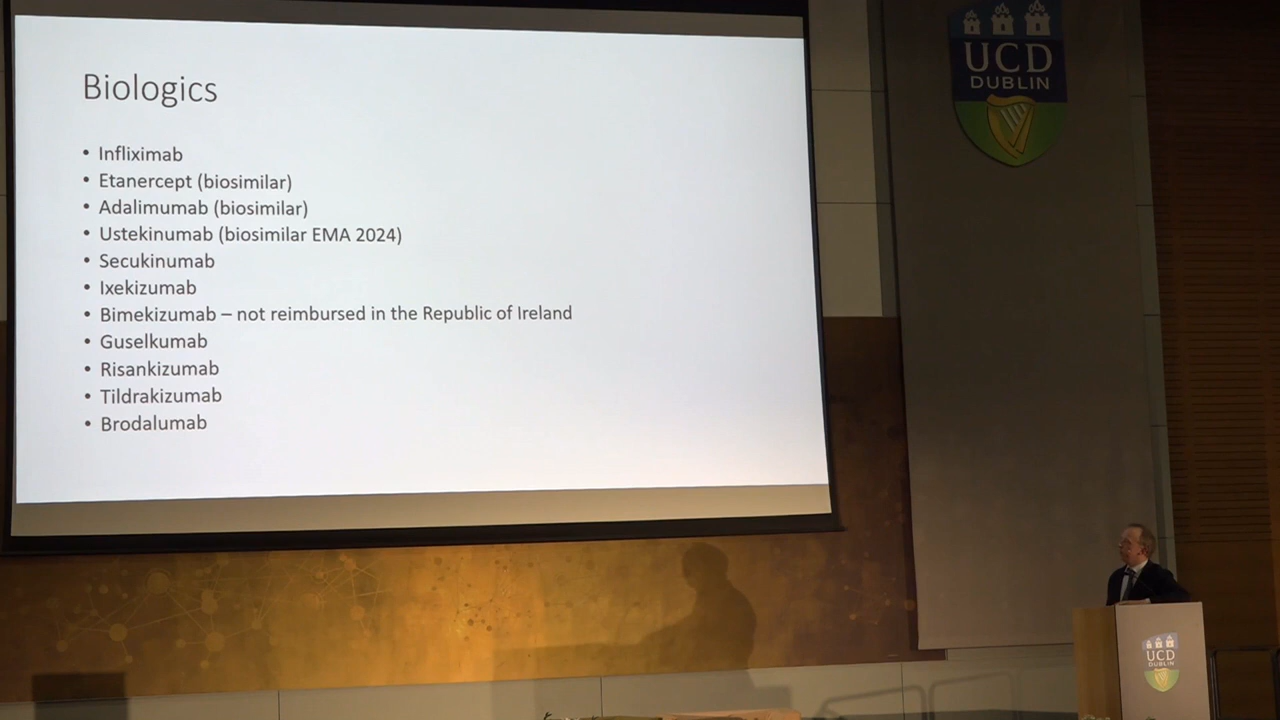 Biologics
• Infliximab
• Etanercept (biosimilar)
• Adalimumab (biosimilar)
• Ustekinumab (biosimilar EMA 2024)
• Secukinumab
• Ixekizumab
• Bimekizumab – not reimbursed in the Republic of Ireland
• Guselkumab
• Risankizumab
• Tildrakizumab
• Brodalumab
UCD
DUBLIN
UCD
DUBLIN